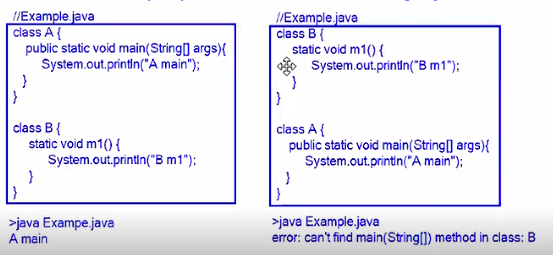 //Example.java
class A {
public static void main(String[] args){
System.out.println("A main");
}
}
class B {
static void m1() {
System.out.println("B m1");
}
}
>java Exampe.java
A main
//Example.java
class B {
static void m1() {
System.out.println("B m1");
}
}
class A {
public static void main(String[] args){
System.out.println("A main");
}
}
>java Example.java
error: can't find main(String[]) method in class: B